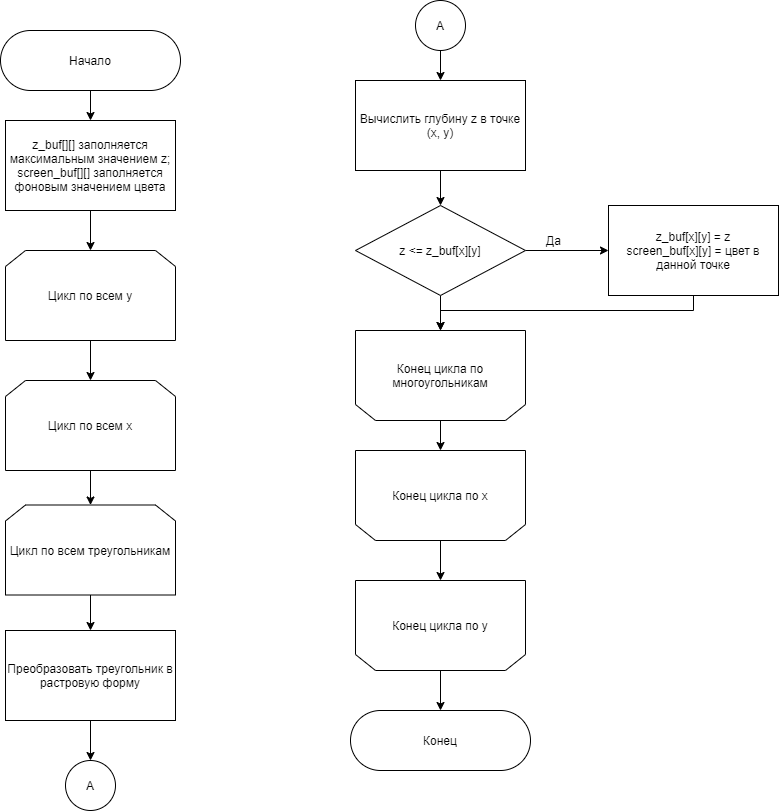 Начало
z_buf[][] заполняется
максимальным значением z;
screen_buf[][] заполняется
фоновым значением цвета
Цикл по всем y
Цикл по всем x
Цикл по всем треугольникам
Преобразовать треугольник в
растровую форму
A
A
Вычислить глубину z в точке
(x, y)
z <= z_buf[x][y]
Да
z_buf[x][y] = z
screen_buf[x][y] = цвет в
данной точке
Конец цикла по
многоугольникам
Конец цикла по x
Конец цикла по y
Конец